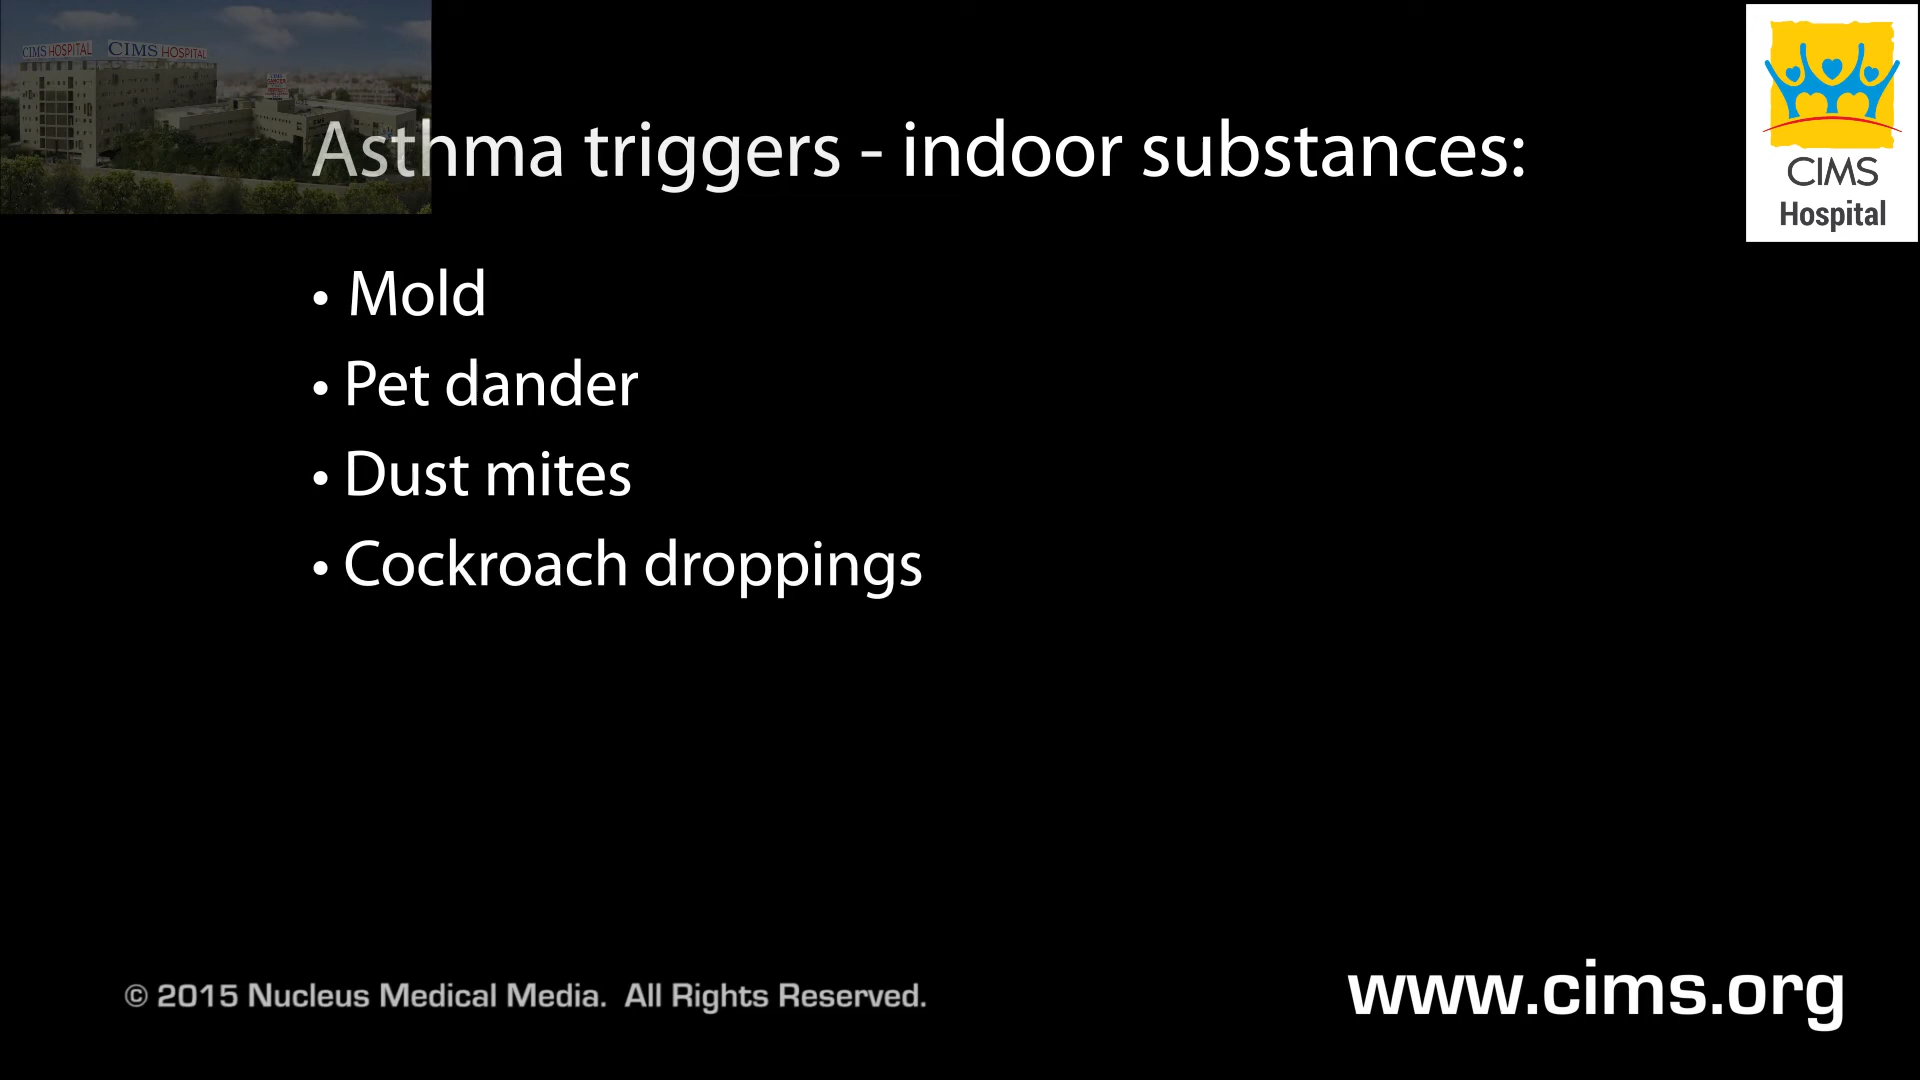 CIMS HOSPITAL CIMS HOSPITAL
Asthma triggers - indoor substances:
CIMS
Hospital
• Mold
• Pet dander
• Dust mites
• Cockroach droppings
© 2015 Nucleus Medical Media. All Rights Reserved.
www.cims.org